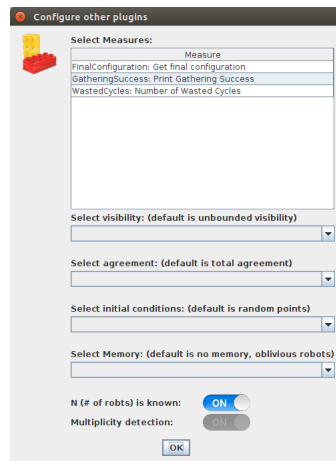 Configure other plugins
Select Measures:
Measure
FinalConfiguration: Get final configuration
GatheringSuccess: Print Gathering Success
WastedCycles: Number of Wasted Cycles
Select visibility: (default is unbounded visibility)
Select agreement: (default is total agreement)
Select initial conditions: (default is random points)
Select Memory: (default is no memory, oblivious robots)
N (# of robts) is known: ON
Multiplicity detection: ON
OK